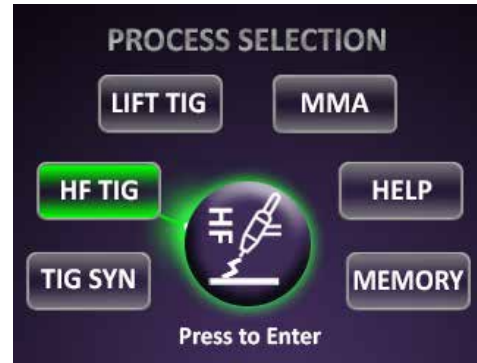 PROCESS SELECTION
LIFT TIG
MMA
HF TIG
HELP
HF
TIG SYN
MEMORY
Press to Enter